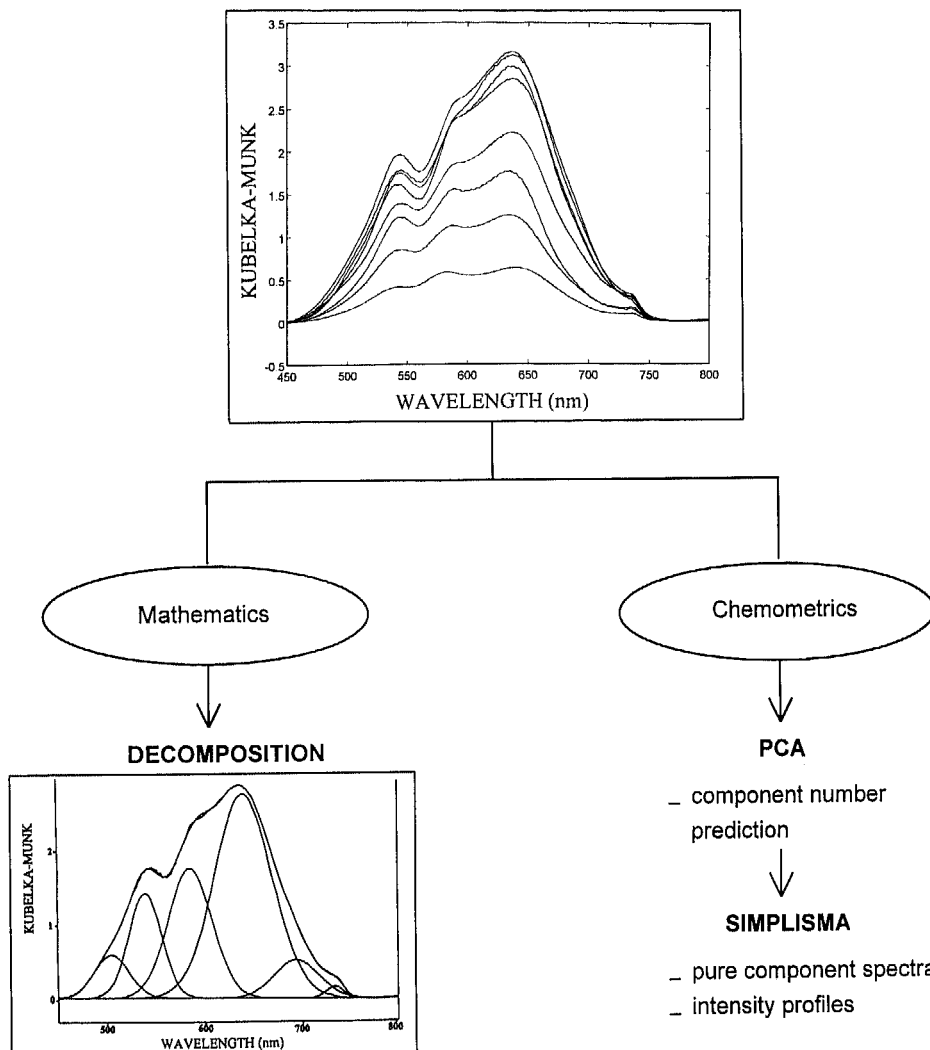 3.5
3
2.5
2
1.5
1
0.5
0
-0.5
KUBELKA-MUNK
450 500 550 600 650 700 750 800
WAVELENGTH (nm)
Mathematics
Chemometrics
DECOMPOSITION
PCA
KUBELKA-MUNK
2
1
0
500 600 700 800
WAVELENGTH (nm)
_ component number
prediction
SIMPLISMA
_ pure component spectra
_ intensity profiles